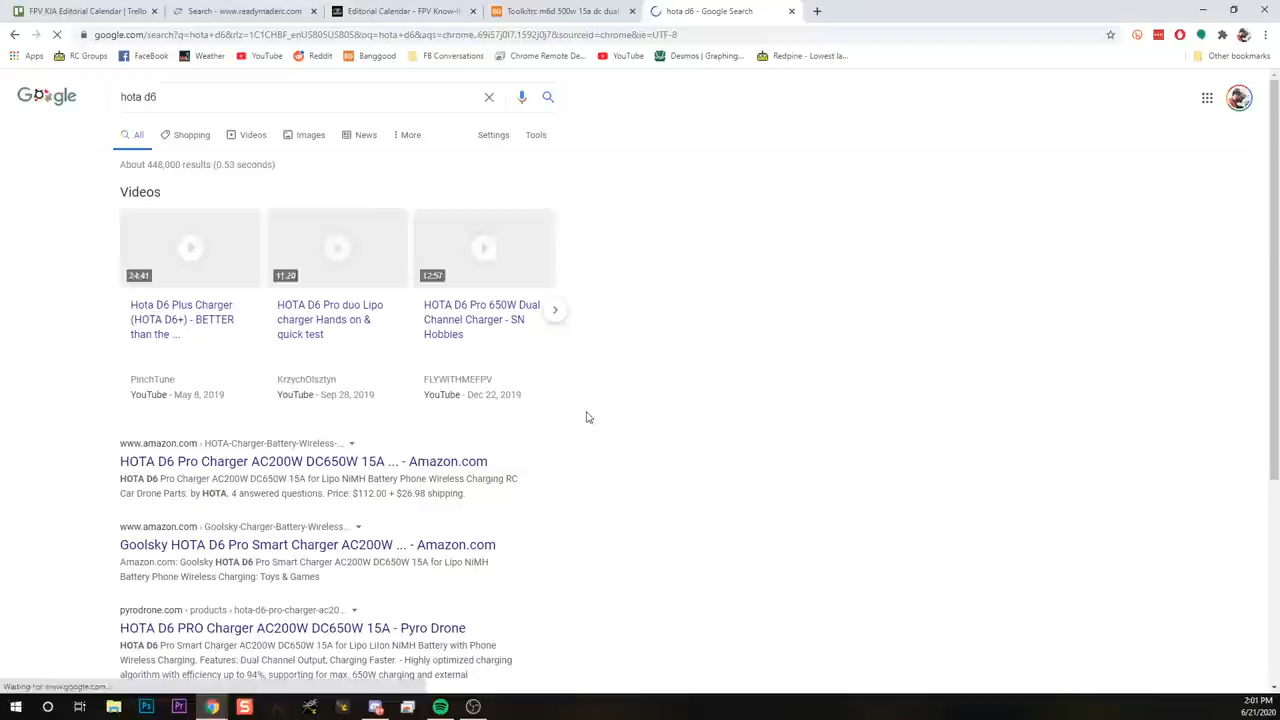 FPV KIA Editorial Calendar | Trello
Search - www.readymaderc.com
Editorial Calendar – FPV Know-It
Toolkitrc m6d 500w 15a dc dual
hota d6 - Google Search
google.com/search?q=hota+d6&rlz=1C1CHBF_enUS805US805&oq=hota+d6&aqs=chrome..69i57j0l7.1592j0j7&sourceid=chrome&ie=UTF-8
Apps
RC Groups
FaceBook
Weather
YouTube
Reddit
Banggood
FB Conversations
Chrome Remote De...
YouTube
Desmos | Graphing...
Redpine - Lowest la...
Other bookmarks
Google
hota d6
All
Shopping
Videos
Images
News
More
Settings
Tools
About 448,000 results (0.53 seconds)
Videos
24:41
11:20
12:57
Hota D6 Plus Charger
(HOTA D6+) - BETTER
than the ...
HOTA D6 Pro duo Lipo
charger Hands on &
quick test
HOTA D6 Pro 650W Dual
Channel Charger - SN
Hobbies
PinchTune
YouTube - May 8, 2019
KrzychOlsztyn
YouTube - Sep 28, 2019
FLYWITHMEFPV
YouTube - Dec 22, 2019
www.amazon.com › HOTA-Charger-Battery-Wireless-...
HOTA D6 Pro Charger AC200W DC650W 15A ... - Amazon.com
HOTA D6 Pro Charger AC200W DC650W 15A for Lipo NiMH Battery Phone Wireless Charging RC
Car Drone Parts. by HOTA. 4 answered questions. Price: $112.00 + $26.98 shipping.
www.amazon.com › Goolsky-Charger-Battery-Wireless...
Goolsky HOTA D6 Pro Smart Charger AC200W ... - Amazon.com
Amazon.com: Goolsky HOTA D6 Pro Smart Charger AC200W DC650W 15A for Lipo NiMH
Battery Phone Wireless Charging: Toys & Games
pyrodrone.com › products › hota-d6-pro-charger-ac20...
HOTA D6 PRO Charger AC200W DC650W 15A - Pyro Drone
HOTA D6 Pro Smart Charger AC200W DC650W 15A for Lipo LiIon NiMH Battery with Phone
Wireless Charging. Features: Dual Channel Output, Charging Faster. - Highly optimized charging
algorithm with efficiency up to 94%, supporting for max. 650W charging and external
Waiting for www.google.com...
2:01 PM
6/21/2020